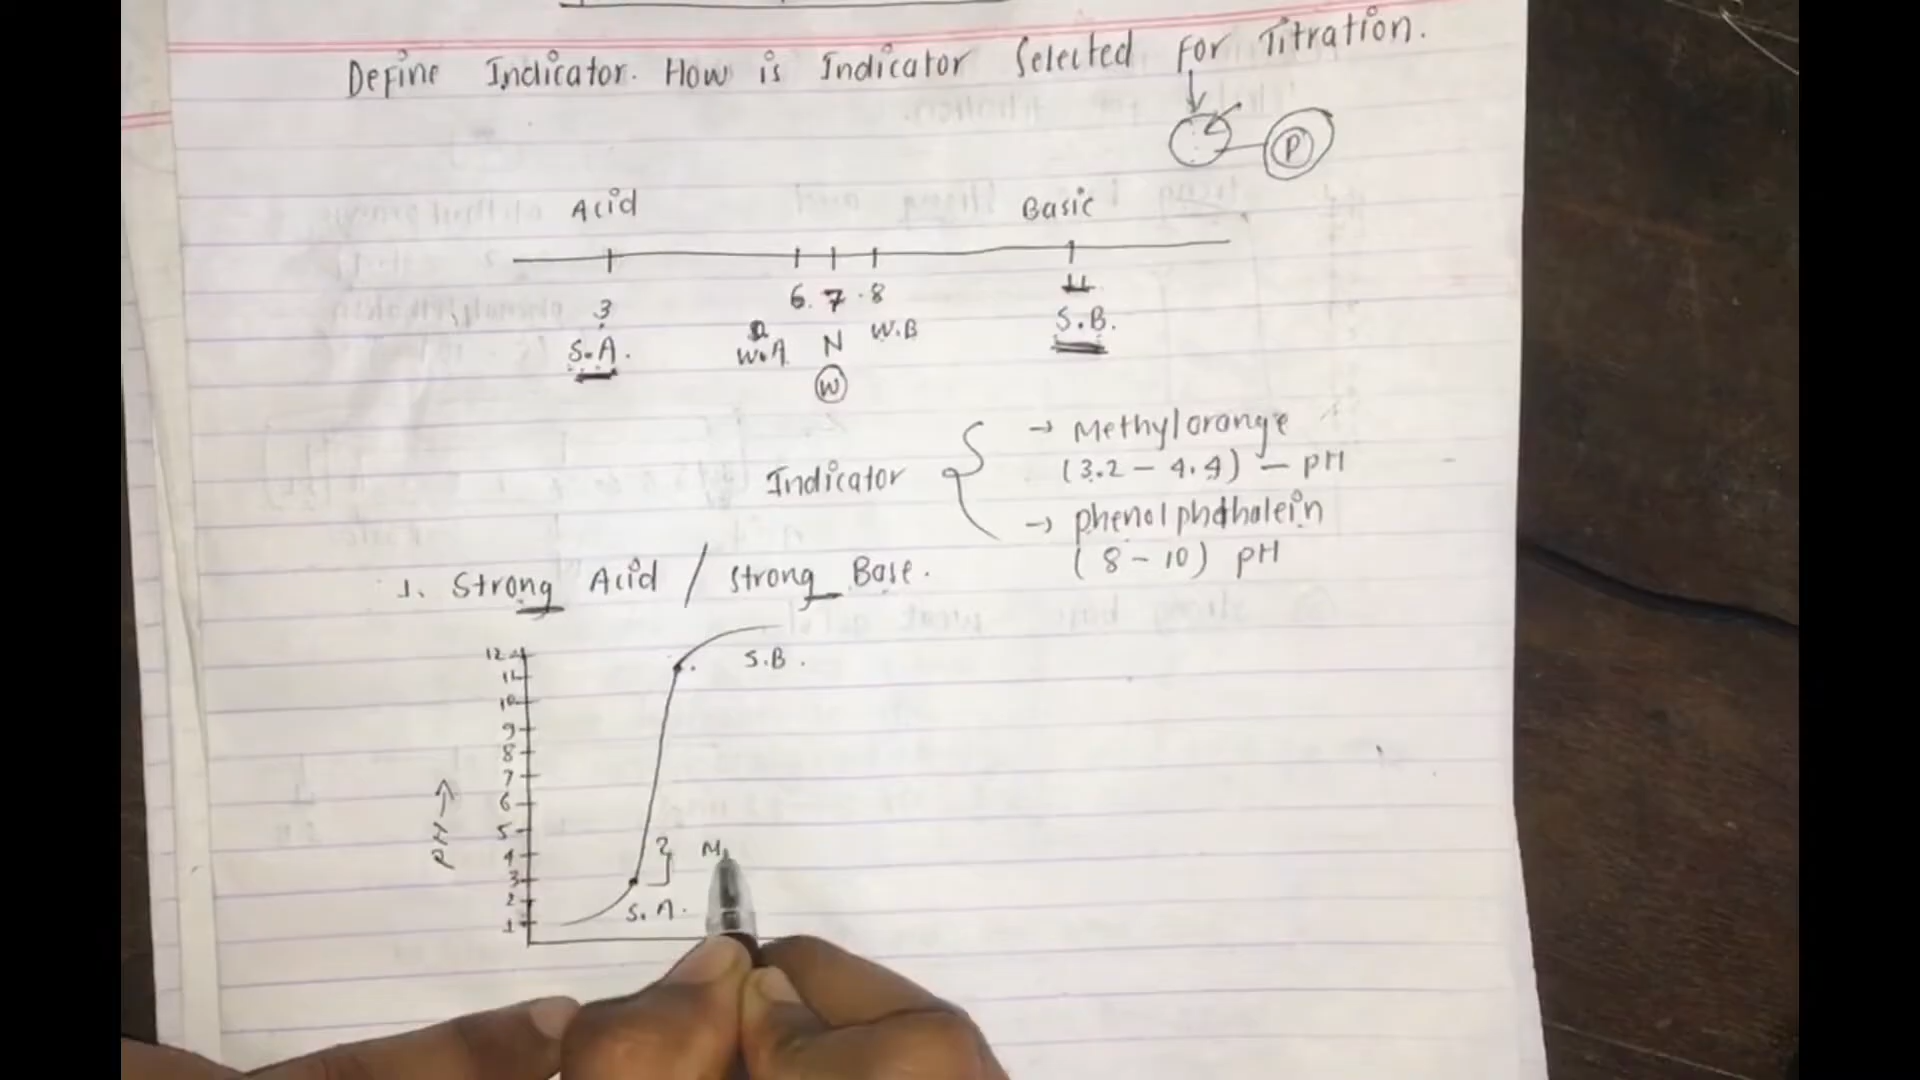 Define Indicator. How is Indicator Selected for Titration.
P
Acid Basic
3 6. 7 .8 11
S.A. W.A N W.B S.B.
W
Indicator
→ Methylorange
(3.2 - 4.4) - pH
→ phenolphthalein
(8 - 10) pH
1. Strong Acid / Strong Base.
12
11
10
9
8
7
6
5
4
3
2
1
S.B.
pH →
M
S.A.